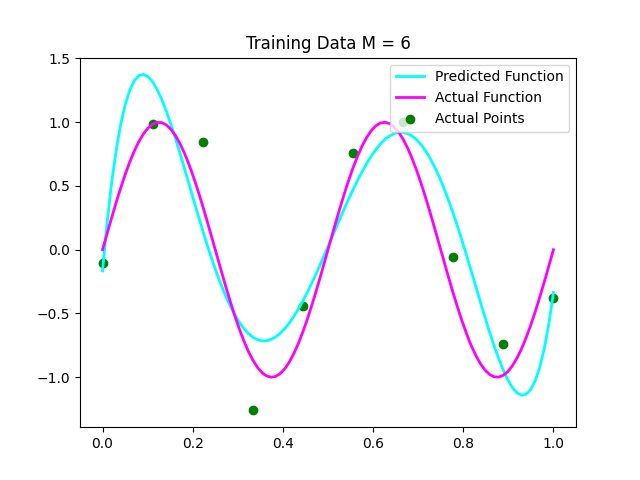 Training Data M = 6
Predicted Function
Actual Function
Actual Points
1.5
1.0
0.5
0.0
−0.5
−1.0
0.0 0.2 0.4 0.6 0.8 1.0